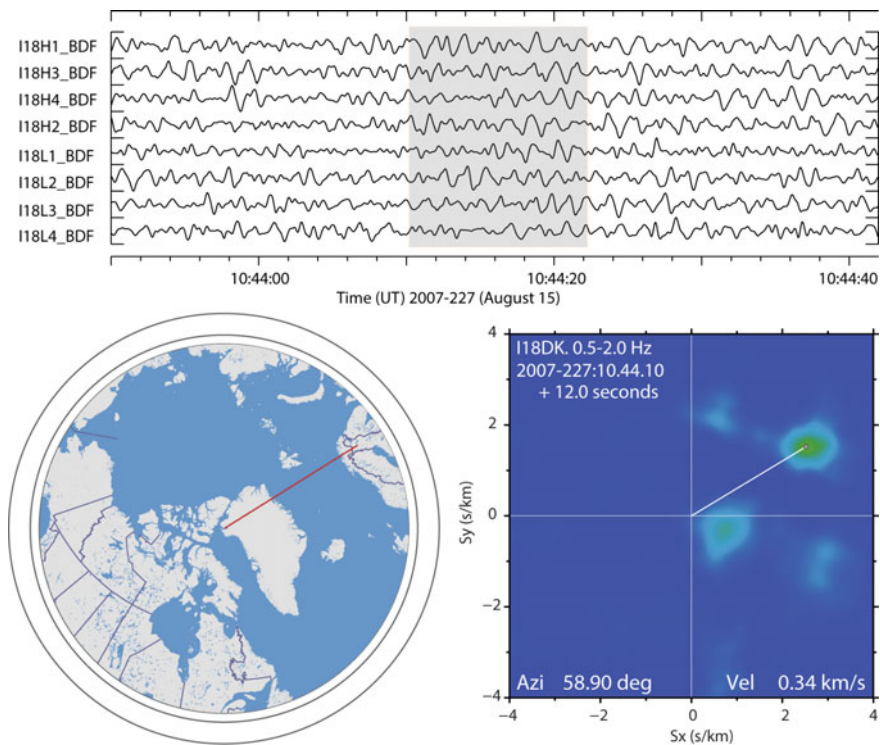 I18H1_BDF
I18H3_BDF
I18H4_BDF
I18H2_BDF
I18L1_BDF
I18L2_BDF
I18L3_BDF
I18L4_BDF
10:44:00 10:44:20 10:44:40
Time (UT) 2007-227 (August 15)
I18DK. 0.5-2.0 Hz
2007-227:10.44.10
+ 12.0 seconds
4
2
0
−2
−4
Sy (s/km)
Azi 58.90 deg Vel 0.34 km/s
−4 −2 0 2 4
Sx (s/km)